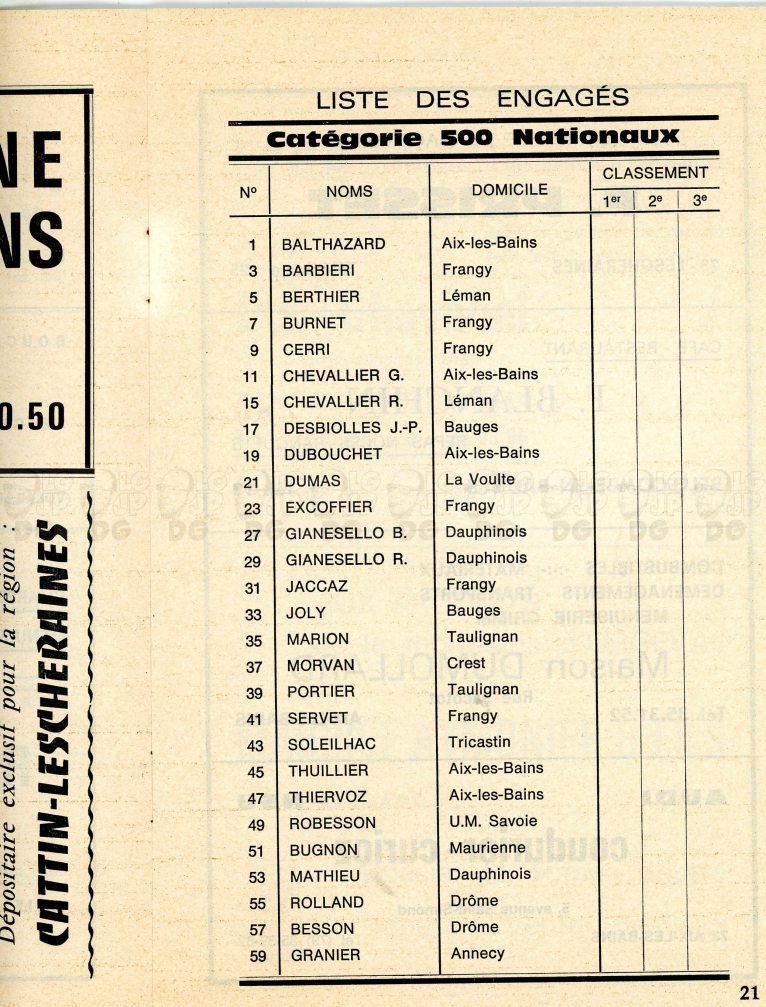 NE
NS
0.50
Dépositaire exclusif pour la région :
CATTIN-LESCHERAINES
LISTE DES ENGAGÉS
Catégorie 500 Nationaux
Nº NOMS DOMICILE CLASSEMENT
1er 2e 3e
1 BALTHAZARD Aix-les-Bains
3 BARBIERI Frangy
5 BERTHIER Léman
7 BURNET Frangy
9 CERRI Frangy
11 CHEVALLIER G. Aix-les-Bains
15 CHEVALLIER R. Léman
17 DESBIOLLES J.-P. Bauges
19 DUBOUCHET Aix-les-Bains
21 DUMAS La Voulte
23 EXCOFFIER Frangy
27 GIANESELLO B. Dauphinois
29 GIANESELLO R. Dauphinois
31 JACCAZ Frangy
33 JOLY Bauges
35 MARION Taulignan
37 MORVAN Crest
39 PORTIER Taulignan
41 SERVET Frangy
43 SOLEILHAC Tricastin
45 THUILLIER Aix-les-Bains
47 THIERVOZ Aix-les-Bains
49 ROBESSON U.M. Savoie
51 BUGNON Maurienne
53 MATHIEU Dauphinois
55 ROLLAND Drôme
57 BESSON Drôme
59 GRANIER Annecy
21